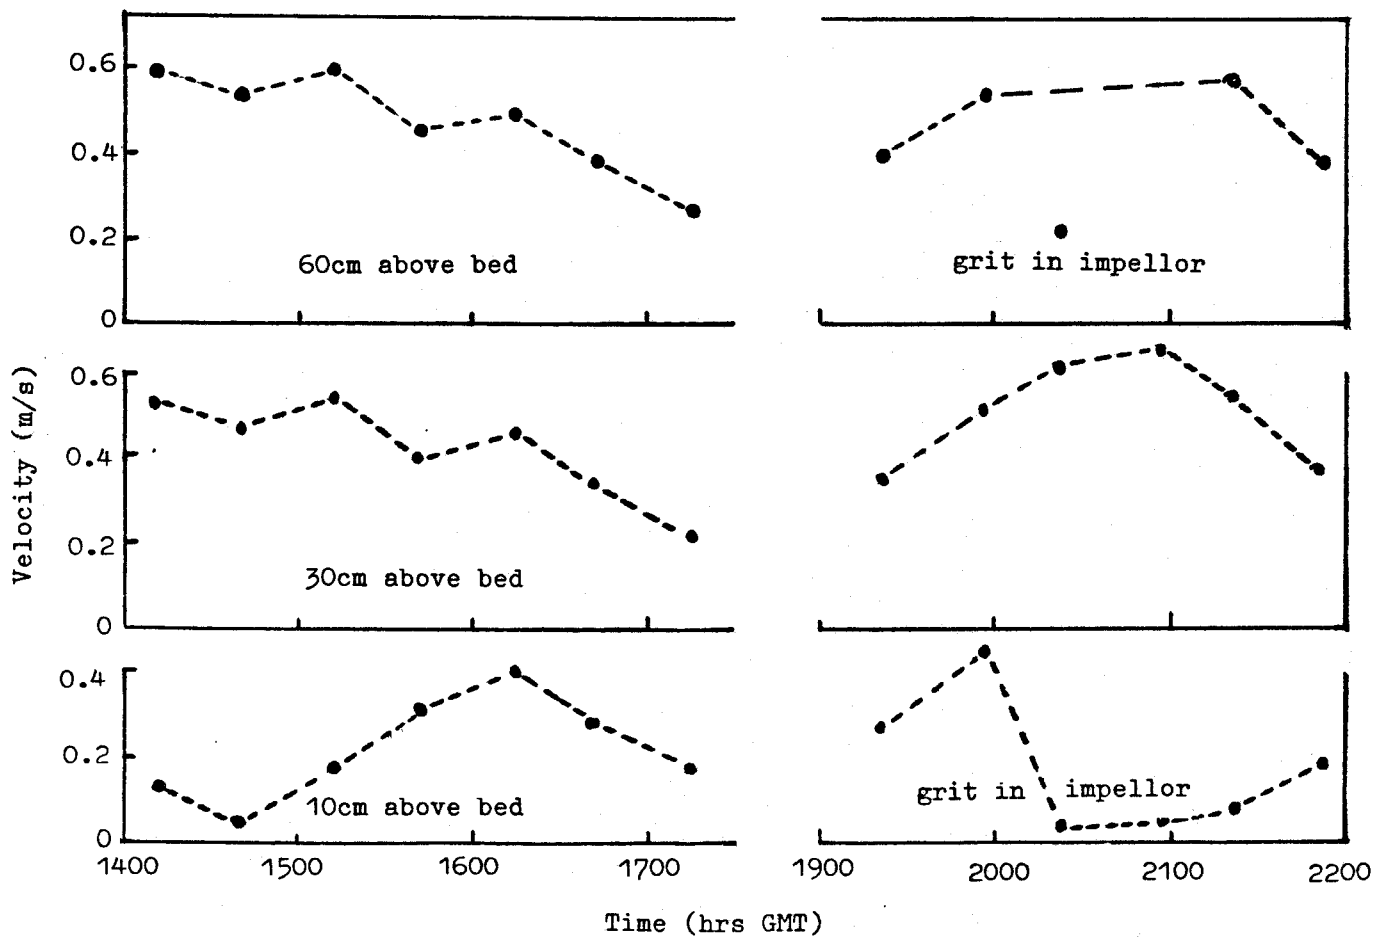 0.6
0.4
0.2
0
60cm above bed
grit in impellor
Velocity (m/s)
0.6
0.4
0.2
0
30cm above bed
0.4
0.2
0
10cm above bed
grit in impellor
1400 1500 1600 1700 1900 2000 2100 2200
Time (hrs GMT)